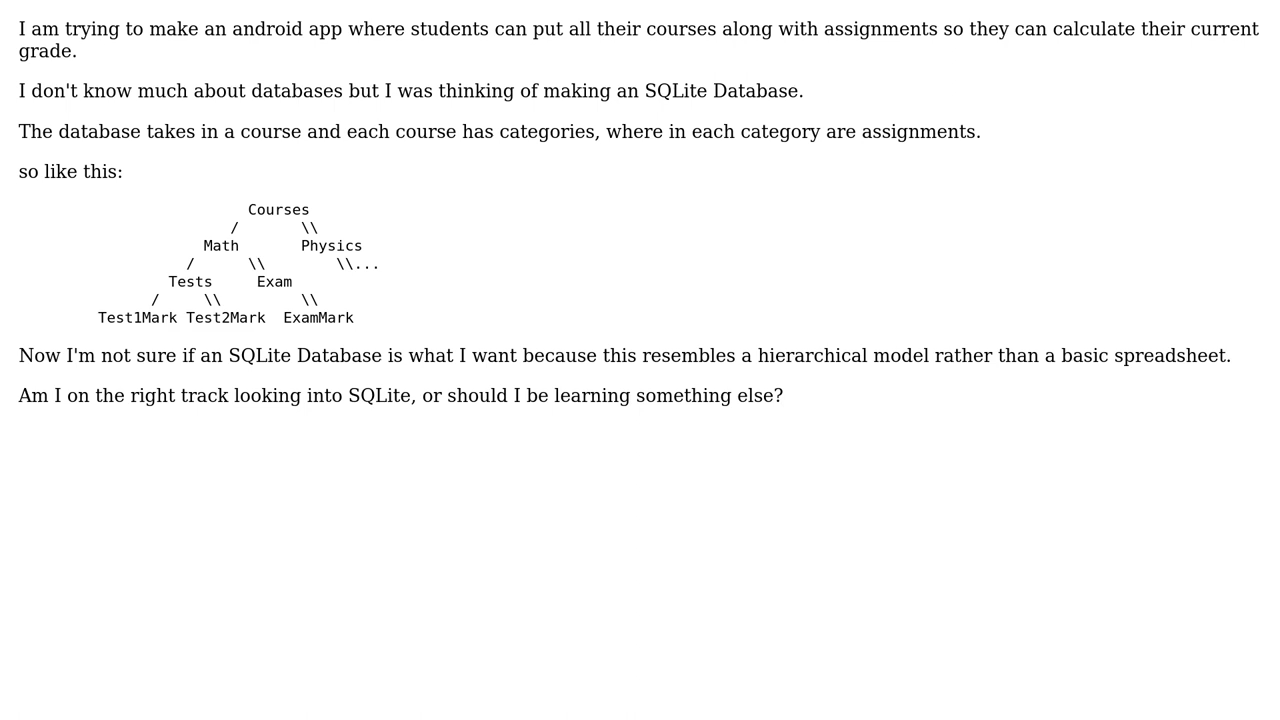 I am trying to make an android app where students can put all their courses along with assignments so they can calculate their current
grade.
I don't know much about databases but I was thinking of making an SQLite Database.
The database takes in a course and each course has categories, where in each category are assignments.
so like this:
                 Courses
               /       \\
            Math       Physics
          /      \\        \\...
        Tests     Exam
      /     \\         \\
Test1Mark Test2Mark  ExamMark
Now I'm not sure if an SQLite Database is what I want because this resembles a hierarchical model rather than a basic spreadsheet.
Am I on the right track looking into SQLite, or should I be learning something else?